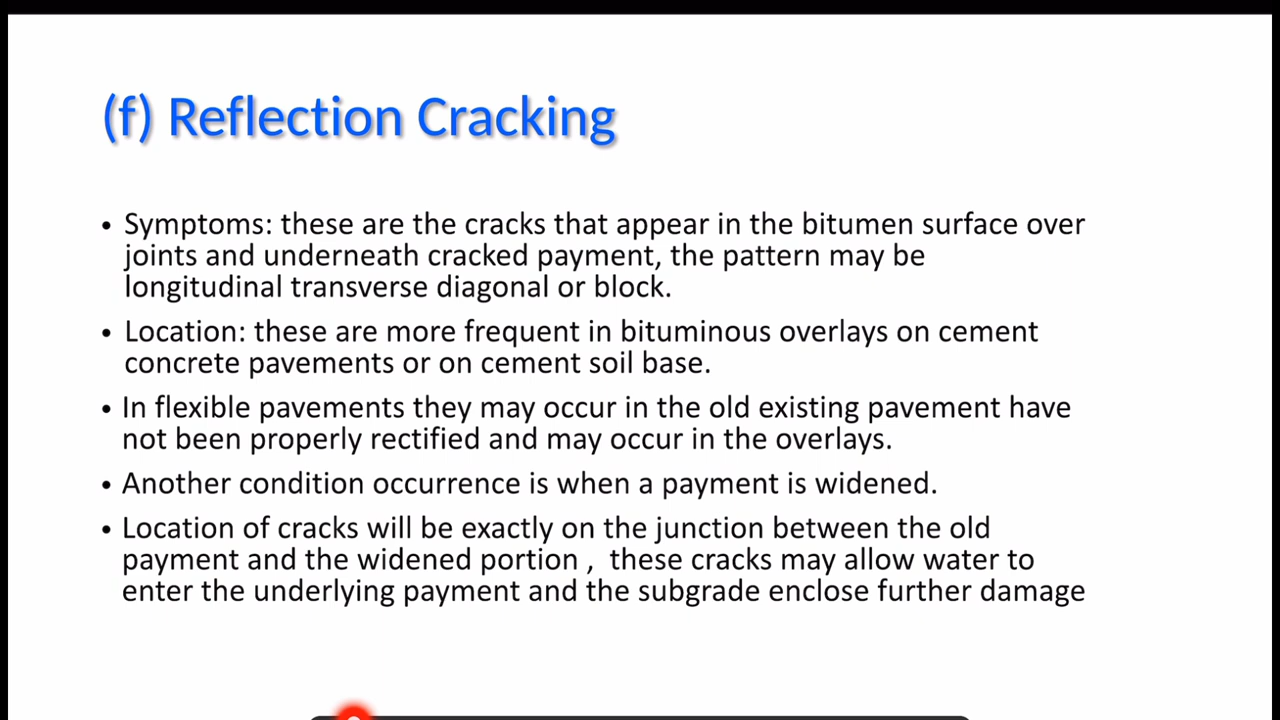 (f) Reflection Cracking
• Symptoms: these are the cracks that appear in the bitumen surface over
joints and underneath cracked payment, the pattern may be
longitudinal transverse diagonal or block.
• Location: these are more frequent in bituminous overlays on cement
concrete pavements or on cement soil base.
• In flexible pavements they may occur in the old existing pavement have
not been properly rectified and may occur in the overlays.
• Another condition occurrence is when a payment is widened.
• Location of cracks will be exactly on the junction between the old
payment and the widened portion , these cracks may allow water to
enter the underlying payment and the subgrade enclose further damage